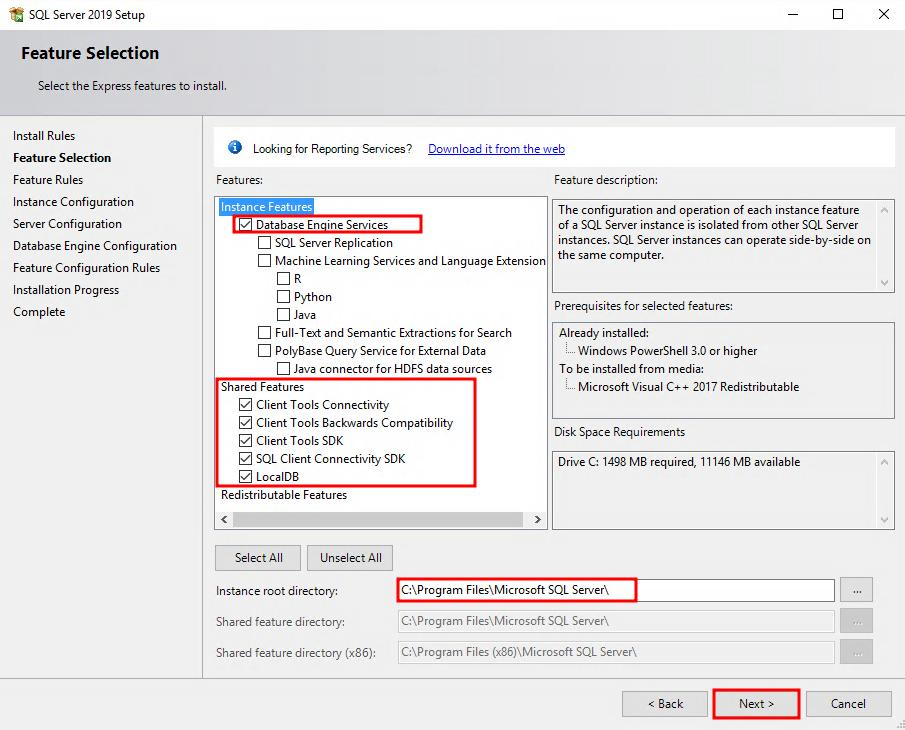 SQL Server 2019 Setup
Feature Selection
Select the Express features to install.
Install Rules
Feature Selection
Feature Rules
Instance Configuration
Server Configuration
Database Engine Configuration
Feature Configuration Rules
Installation Progress
Complete
Looking for Reporting Services? Download it from the web
Features:
Instance Features
Database Engine Services
SQL Server Replication
Machine Learning Services and Language Extension
R
Python
Java
Full-Text and Semantic Extractions for Search
PolyBase Query Service for External Data
Java connector for HDFS data sources
Shared Features
Client Tools Connectivity
Client Tools Backwards Compatibility
Client Tools SDK
SQL Client Connectivity SDK
LocalDB
Redistributable Features
Feature description:
The configuration and operation of each instance feature
of a SQL Server instance is isolated from other SQL Server
instances. SQL Server instances can operate side-by-side on
the same computer.
Prerequisites for selected features:
Already installed:
Windows PowerShell 3.0 or higher
To be installed from media:
Microsoft Visual C++ 2017 Redistributable
Disk Space Requirements
Drive C: 1498 MB required, 11146 MB available
Select All Unselect All
Instance root directory: C:\Program Files\Microsoft SQL Server\ ...
Shared feature directory: C:\Program Files\Microsoft SQL Server\ ...
Shared feature directory (x86): C:\Program Files (x86)\Microsoft SQL Server\ ...
< Back Next > Cancel